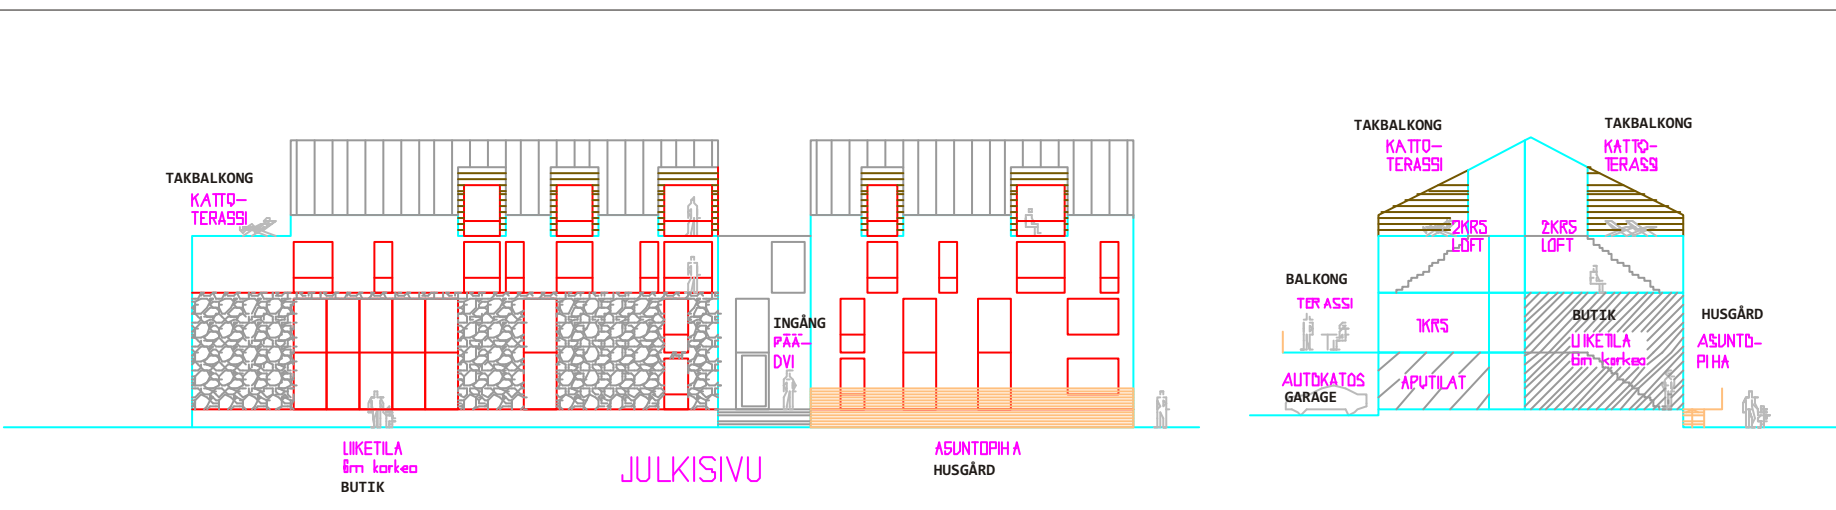 TAKBALKONG
KATTO-
TERASSI
INGÅNG
PÄÄ-
OVI
LIIKETILA
6m korkea
BUTIK
JULKISIVU
ASUNTOPIHA
HUSGÅRD
TAKBALKONG
KATTO-
TERASSI
TAKBALKONG
KATTO-
TERASSI
2KRS
LOFT
2KRS
LOFT
BALKONG
TERASSI
1KRS
BUTIK
LIIKETILA
6m korkea
HUSGÅRD
ASUNTO-
PIHA
AUTOKATOS
GARAGE
APUTILAT